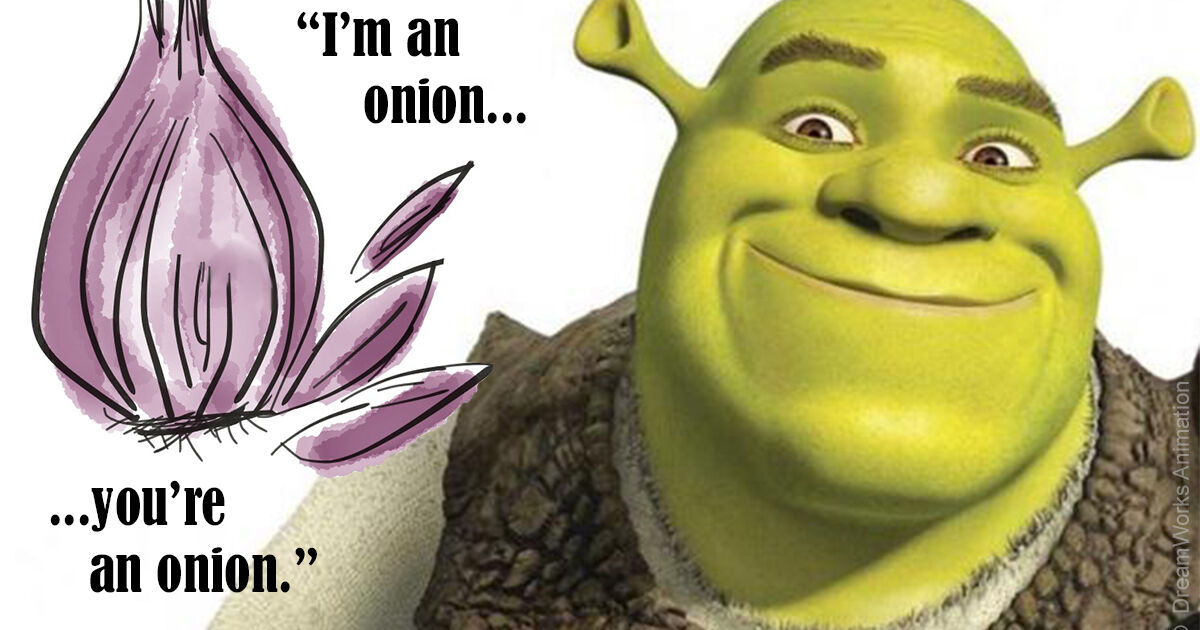 “I’m an
onion...
...you’re
an onion.”
© DreamWorks Animation